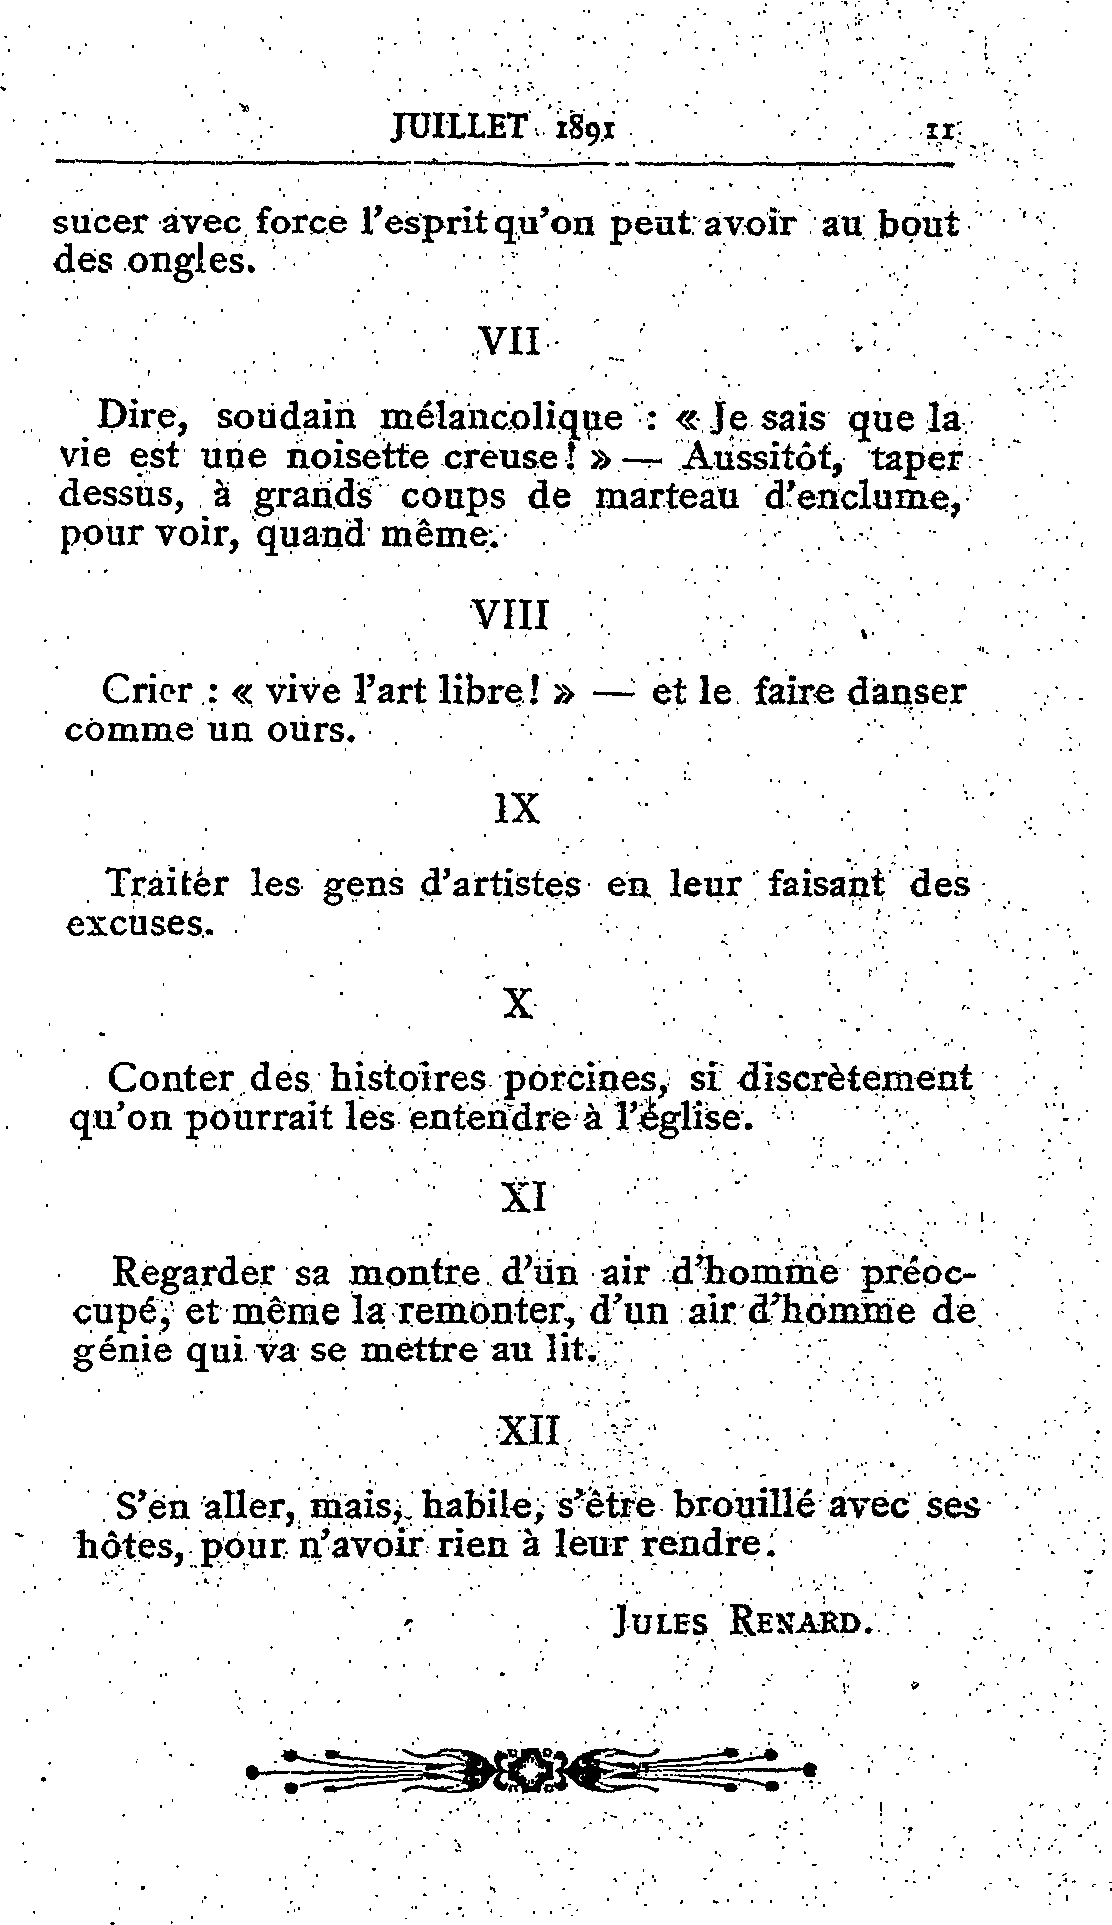 JUILLET 1891 11
sucer avec force l'esprit qu'on peut avoir au bout
des ongles.
VII
Dire, soudain mélancolique : « Je sais que la
vie est une noisette creuse ! » — Aussitôt, taper
dessus, à grands coups de marteau d'enclume,
pour voir, quand même.
VIII
Crier : « vive l'art libre ! » — et le faire danser
comme un ours.
IX
Traiter les gens d'artistes en leur faisant des
excuses.
X
Conter des histoires porcines, si discrètement
qu'on pourrait les entendre à l'église.
XI
Regarder sa montre d'un air d'homme préoc-
cupé, et même la remonter, d'un air d'homme de
génie qui va se mettre au lit.
XII
S'en aller, mais, habile, s'être brouillé avec ses
hôtes, pour n'avoir rien à leur rendre.
JULES RENARD.